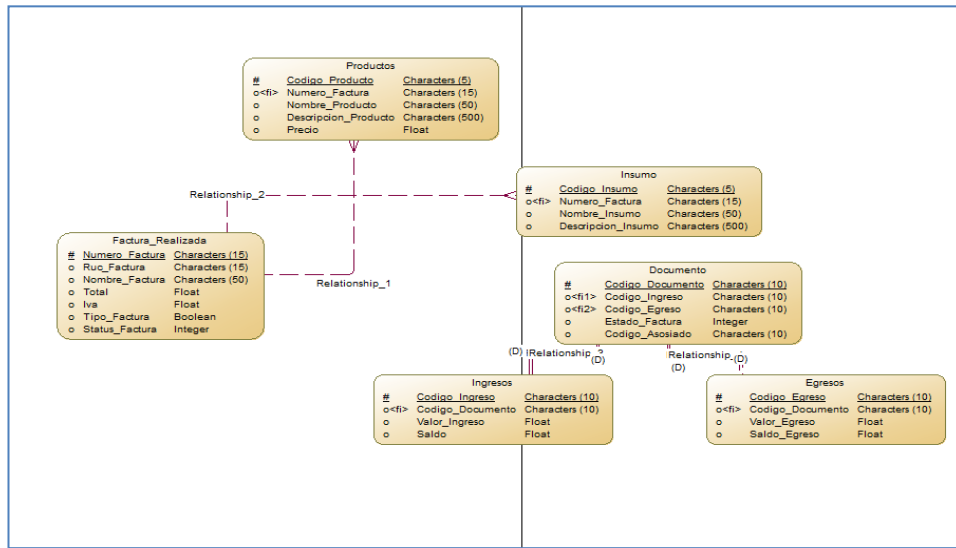 Productos
# Codigo_Producto Characters (5)
o<fi> Numero_Factura Characters (15)
o Nombre_Producto Characters (50)
o Descripcion_Producto Characters (500)
o Precio Float
Relationship_2
Insumo
# Codigo_Insumo Characters (5)
o<fi> Numero_Factura Characters (15)
o Nombre_Insumo Characters (50)
o Descripcion_Insumo Characters (500)
Factura_Realizada
# Numero_Factura Characters (15)
o Ruc_Factura Characters (15)
o Nombre_Factura Characters (50)
o Total Float
o Iva Float
o Tipo_Factura Boolean
o Status_Factura Integer
Relationship_1
Documento
# Codigo_Documento Characters (10)
o<fi1> Codigo_Ingreso Characters (10)
o<fi2> Codigo_Egreso Characters (10)
o Estado_Factura Integer
o Codigo_Asosiado Characters (10)
(D) Relationship_3 (D)
Relationship_ (D)
(D)
Ingresos
# Codigo_Ingreso Characters (10)
o<fi> Codigo_Documento Characters (10)
o Valor_Ingreso Float
o Saldo Float
Egresos
# Codigo_Egreso Characters (10)
o<fi> Codigo_Documento Characters (10)
o Valor_Egreso Float
o Saldo_Egreso Float